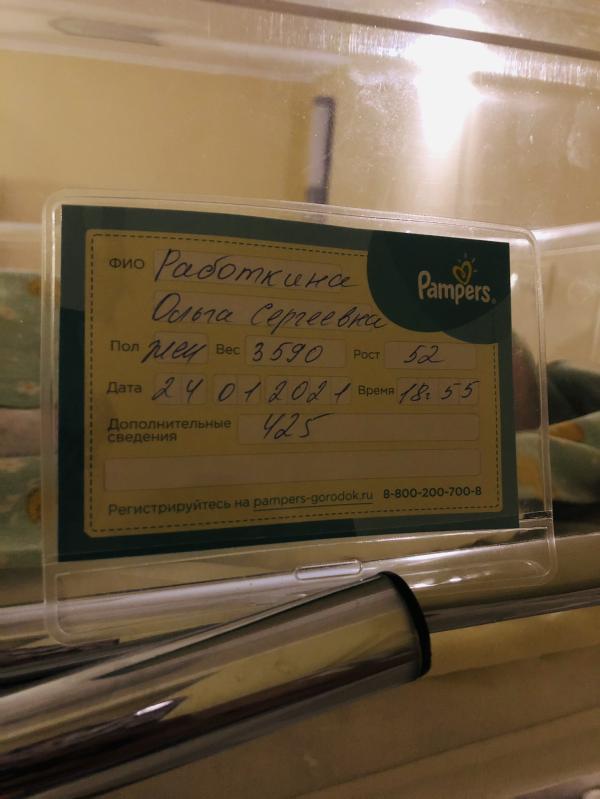 ФИО Работкина
Pampers
Ольга Сергеевна
Пол жен Вес 3590 Рост 52
Дата 24 01 2021 Время 18: 55
Дополнительные сведения 425
Регистрируйтесь на pampers-gorodok.ru 8-800-200-700-8